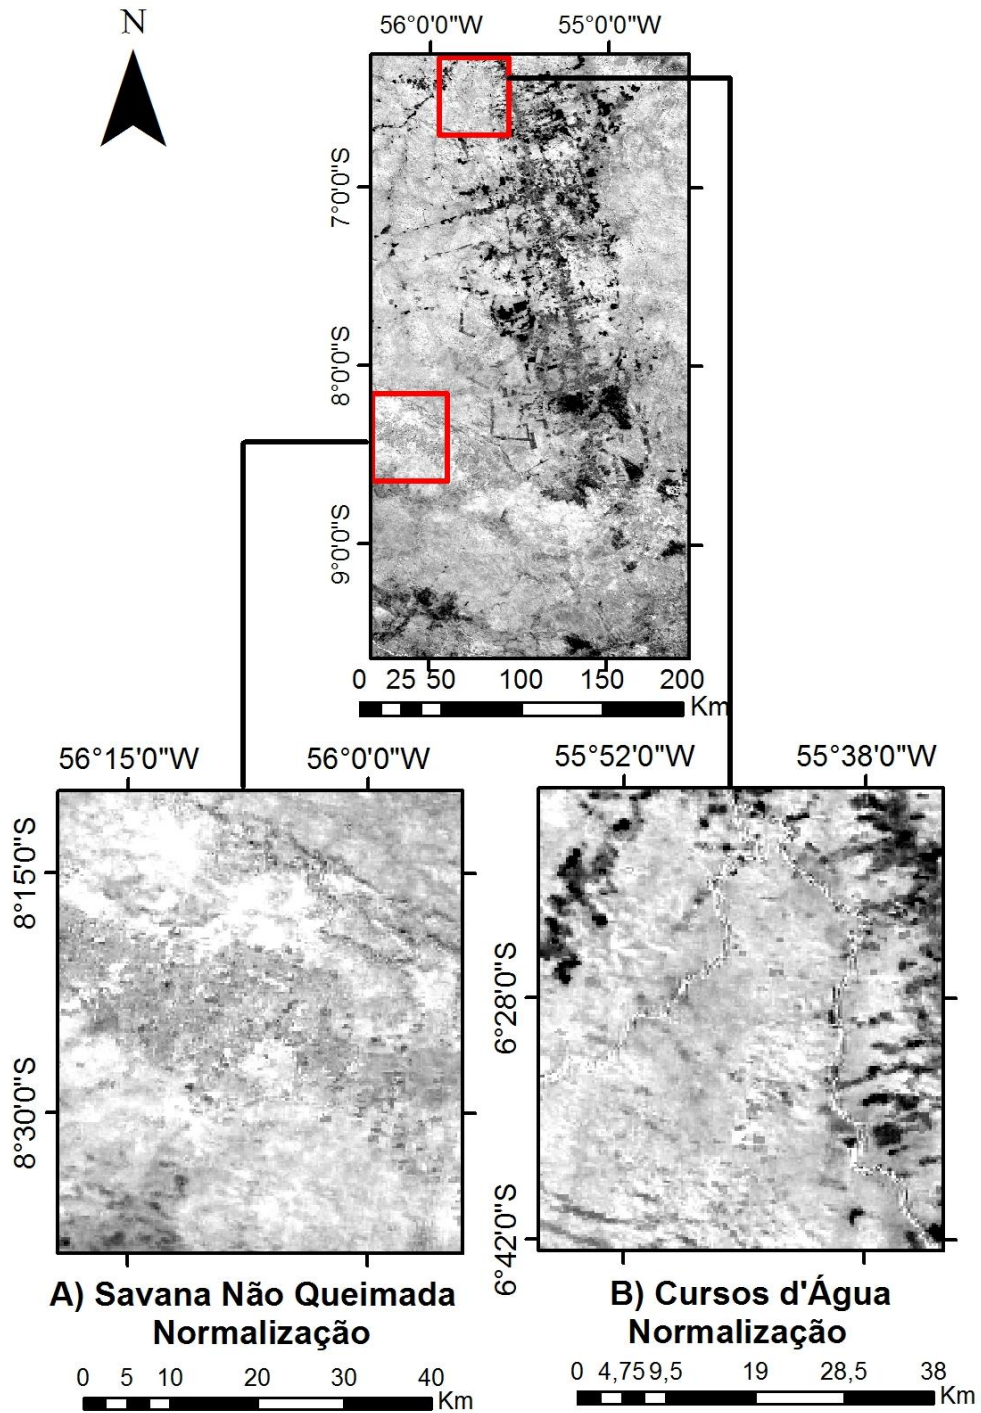 N
56°0'0"W 55°0'0"W
7°0'0"S
8°0'0"S
9°0'0"S
0 25 50 100 150 200
Km
56°15'0"W 56°0'0"W
8°15'0"S
8°30'0"S
55°52'0"W 55°38'0"W
6°28'0"S
6°42'0"S
A) Savana Não Queimada
Normalização
0 5 10 20 30 40
Km
B) Cursos d'Água
Normalização
0 4,75 9,5 19 28,5 38
Km